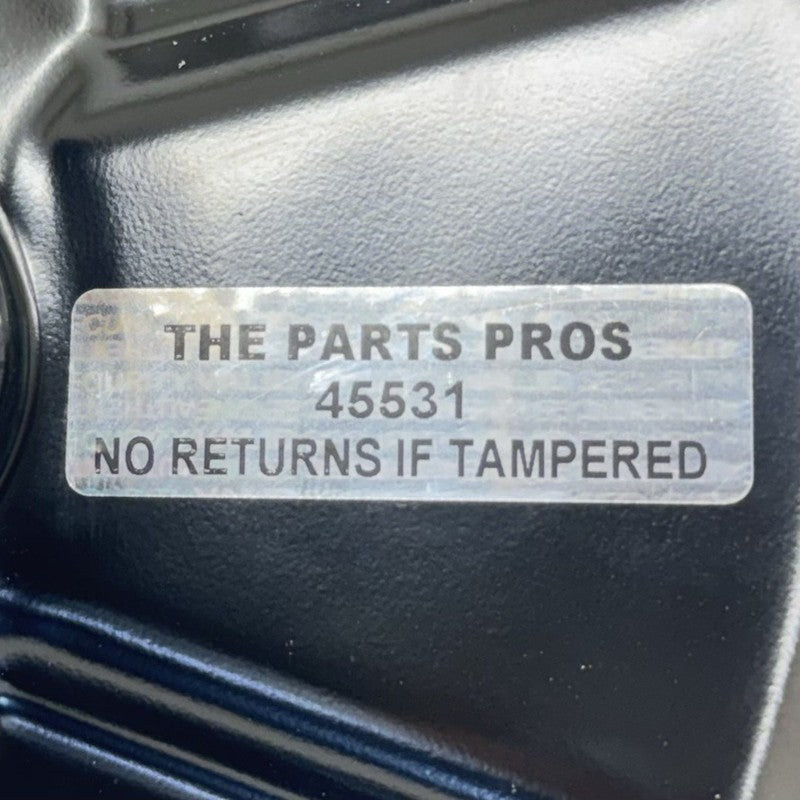 THE PARTS PROS
45531
NO RETURNS IF TAMPERED